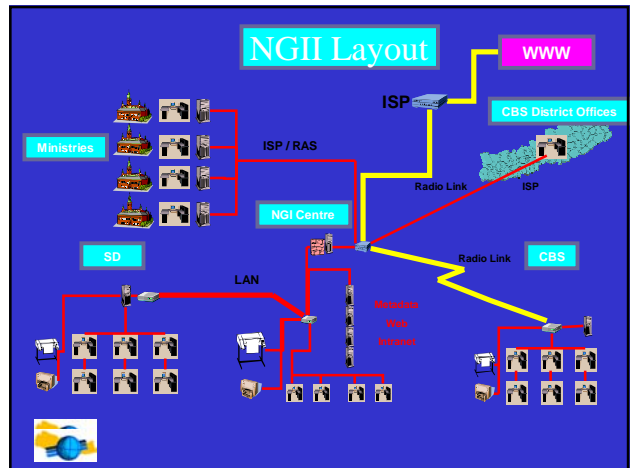 NGII Layout
WWW
ISP
CBS District Offices
Ministries
ISP / RAS
Radio Link
ISP
NGI Centre
SD
Radio Link
CBS
LAN
Metadata
Web
Intranet